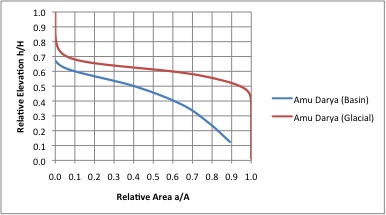 1.0
0.9
0.8
0.7
0.6
0.5
0.4
0.3
0.2
0.1
0.0
Relative Elevation h/H
0.0 0.1 0.2 0.3 0.4 0.5 0.6 0.7 0.8 0.9 1.0
Relative Area a/A
Amu Darya (Basin)
Amu Darya (Glacial)